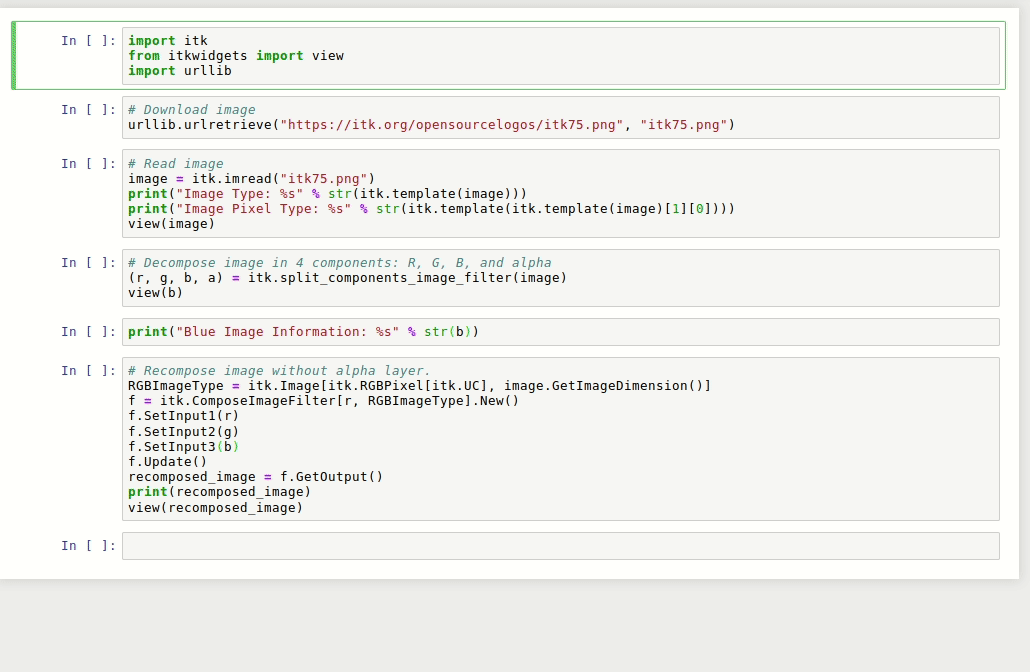 In [ ]: import itk
from itkwidgets import view
import urllib
In [ ]: # Download image
urllib.urlretrieve("https://itk.org/opensourcelogos/itk75.png", "itk75.png")
In [ ]: # Read image
image = itk.imread("itk75.png")
print("Image Type: %s" % str(itk.template(image)))
print("Image Pixel Type: %s" % str(itk.template(itk.template(image)[1][0])))
view(image)
In [ ]: # Decompose image in 4 components: R, G, B, and alpha
(r, g, b, a) = itk.split_components_image_filter(image)
view(b)
In [ ]: print("Blue Image Information: %s" % str(b))
In [ ]: # Recompose image without alpha layer.
RGBImageType = itk.Image[itk.RGBPixel[itk.UC], image.GetImageDimension()]
f = itk.ComposeImageFilter[r, RGBImageType].New()
f.SetInput1(r)
f.SetInput2(g)
f.SetInput3(b)
f.Update()
recomposed_image = f.GetOutput()
print(recomposed_image)
view(recomposed_image)
In [ ]: